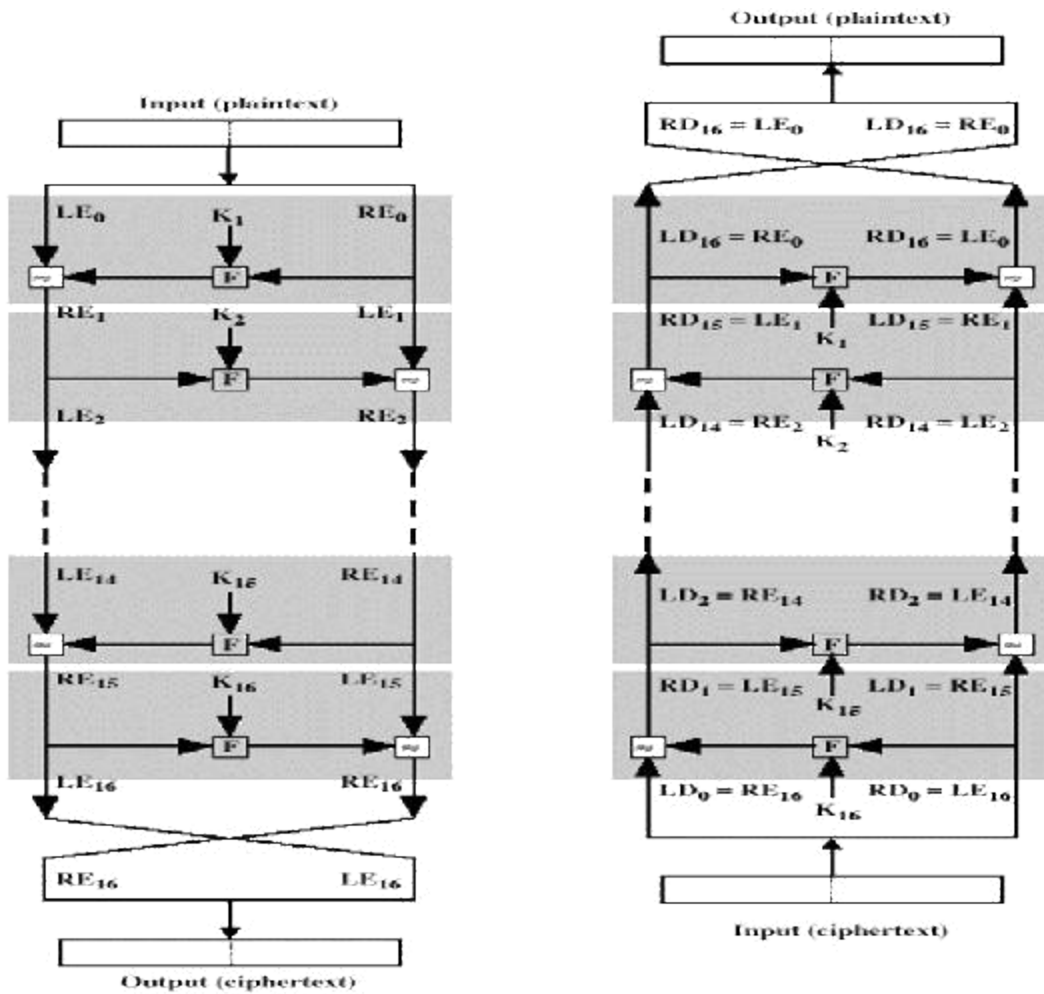 Input (plaintext)
LE0 K1 RE0
F
RE1 K2 LE1
F
LE2 RE2
LE14 K15 RE14
F
RE15 K16 LE15
F
LE16 RE16
RE16 LE16
Output (ciphertext)
Output (plaintext)
RD16 = LE0 LD16 = RE0
LD16 = RE0 RD16 = LE0
F
RD15 = LE1 K1 LD15 = RE1
F
LD14 = RE2 K2 RD14 = LE2
LD2 = RE14 RD2 = LE14
F
RD1 = LE15 K15 LD1 = RE15
F
LD0 = RE16 K16 RD0 = LE16
Input (ciphertext)